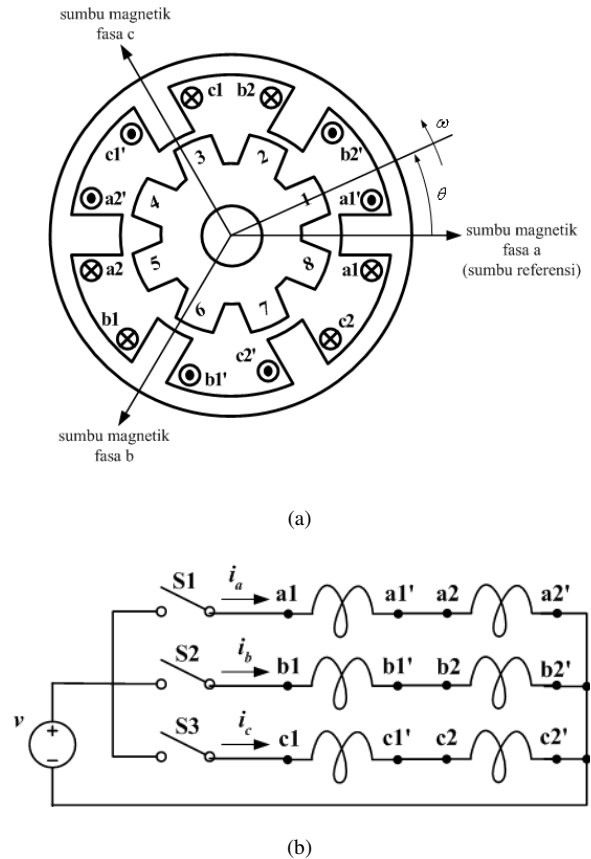 sumbu magnetik
fasa c
c1 b2
ω
c1' b2'
3 2
θ
a2' 4 1 a1'
sumbu magnetik
fasa a
(sumbu referensi)
a2 5 8 a1
b1 6 7 c2
b1' c2'
sumbu magnetik
fasa b
(a)
S1 i_a a1 a1' a2 a2'
S2 i_b b1 b1' b2 b2'
v + −
S3 i_c c1 c1' c2 c2'
(b)